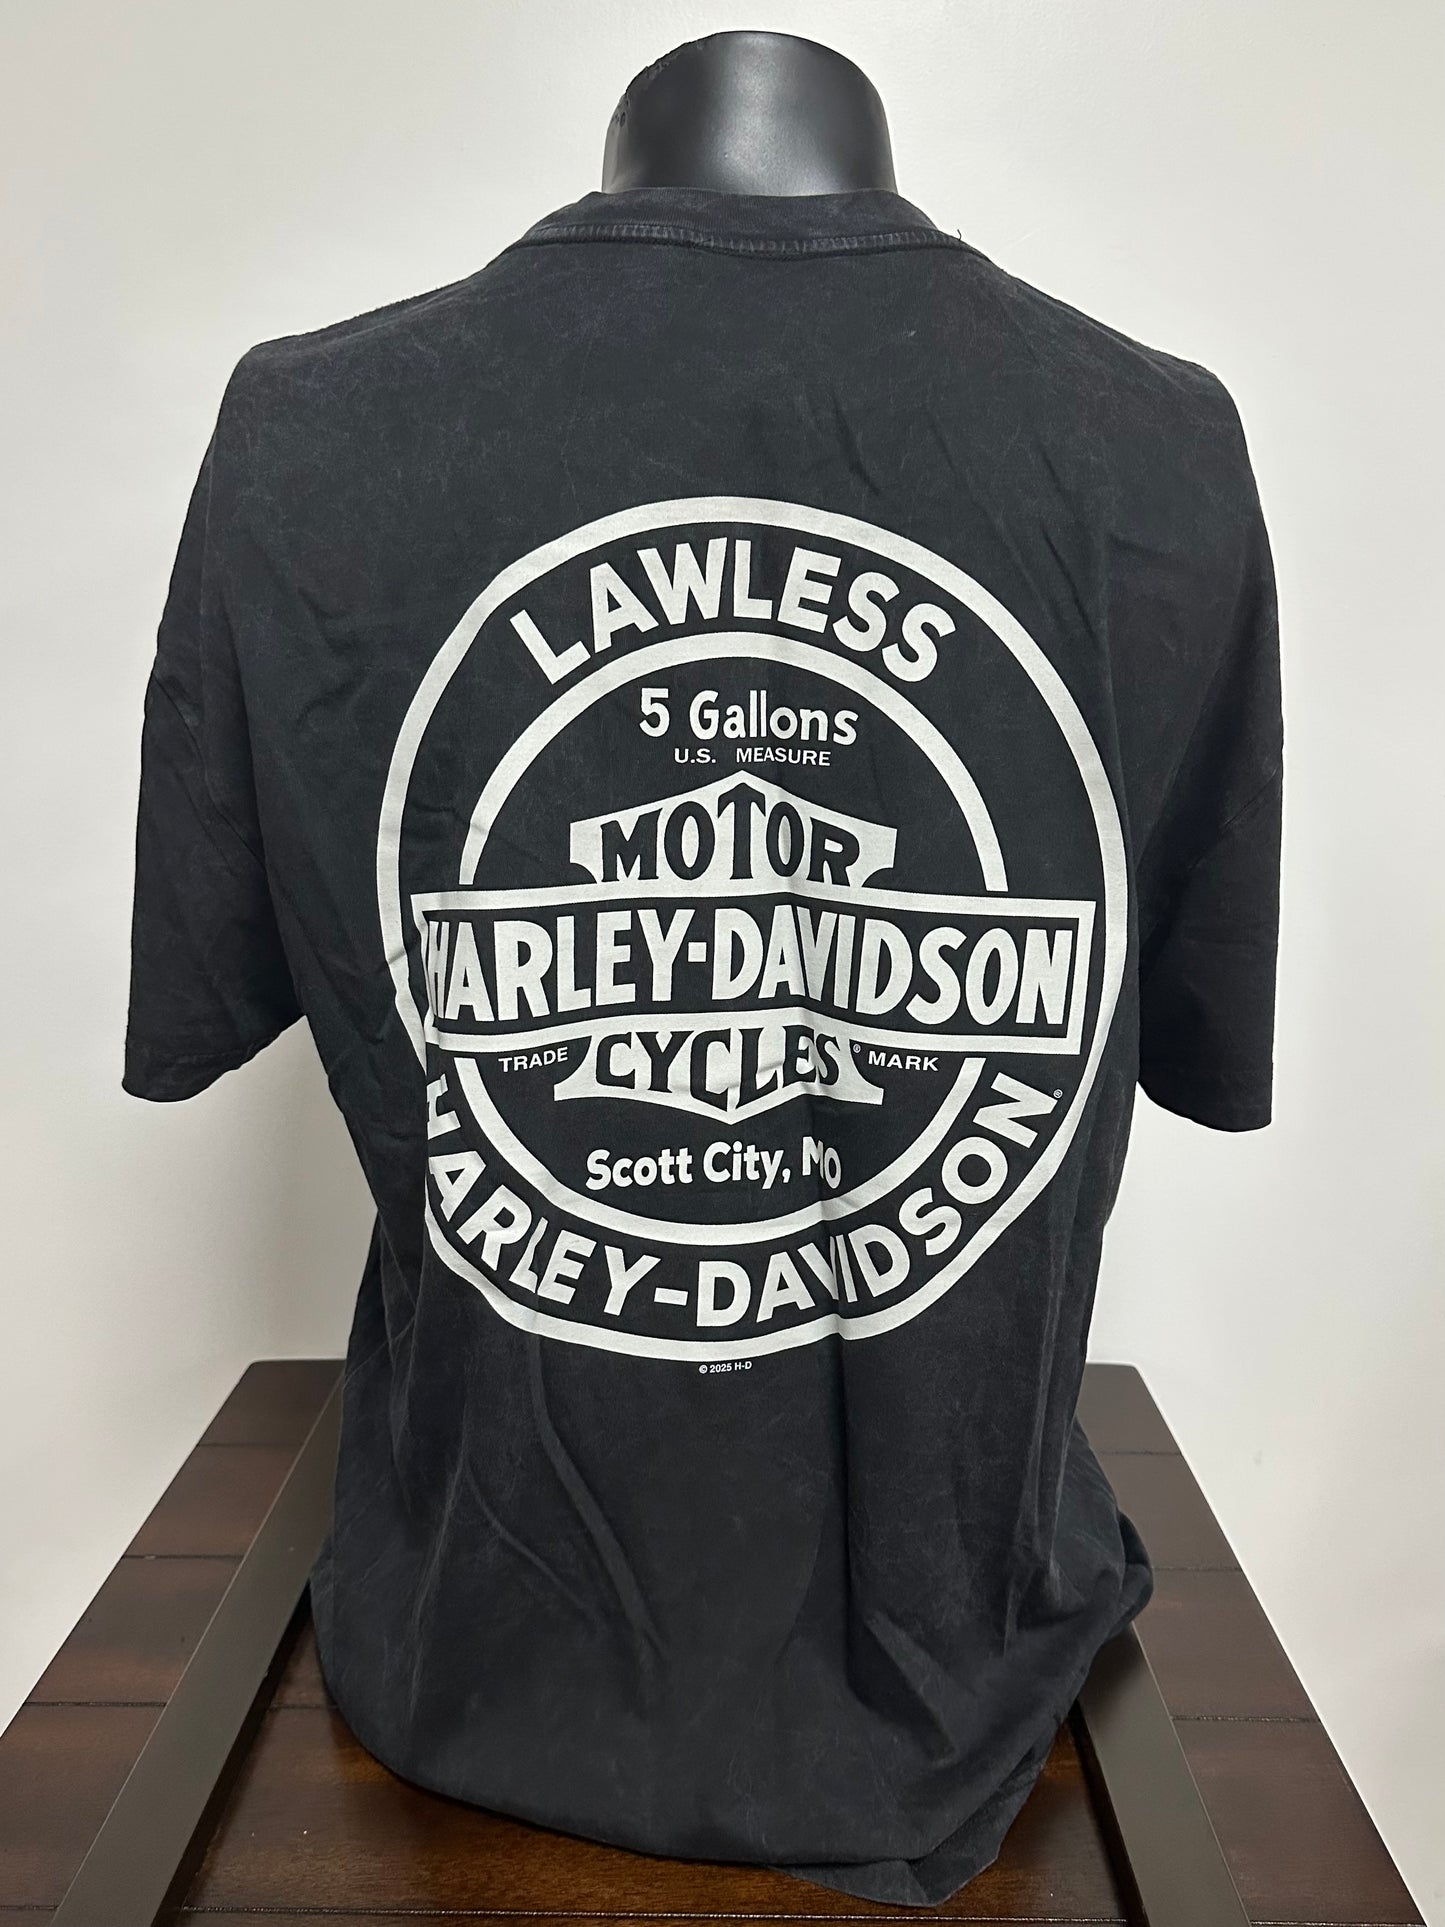 LAWLESS
5 Gallons
U.S. MEASURE
MOTOR
HARLEY-DAVIDSON
CYCLES
TRADE ® MARK
Scott City, MO
HARLEY-DAVIDSON®
© 2025 H-D